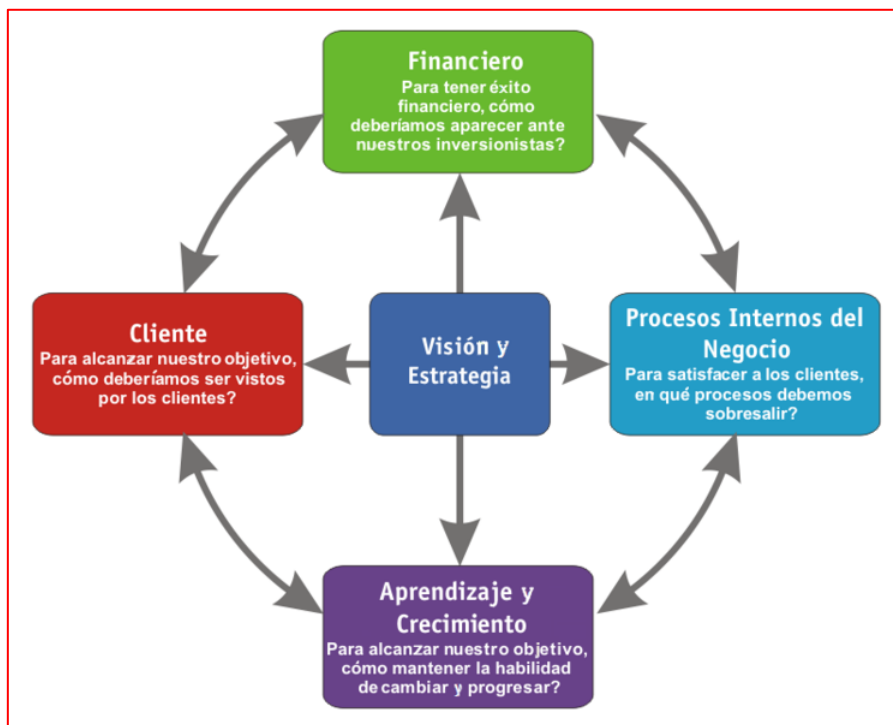 Financiero
Para tener éxito
financiero, cómo
deberíamos aparecer ante
nuestros inversionistas?
Cliente
Para alcanzar nuestro objetivo,
cómo deberíamos ser vistos
por los clientes?
Visión y
Estrategia
Procesos Internos del
Negocio
Para satisfacer a los clientes,
en qué procesos debemos
sobresalir?
Aprendizaje y
Crecimiento
Para alcanzar nuestro objetivo,
cómo mantener la habilidad
de cambiar y progresar?